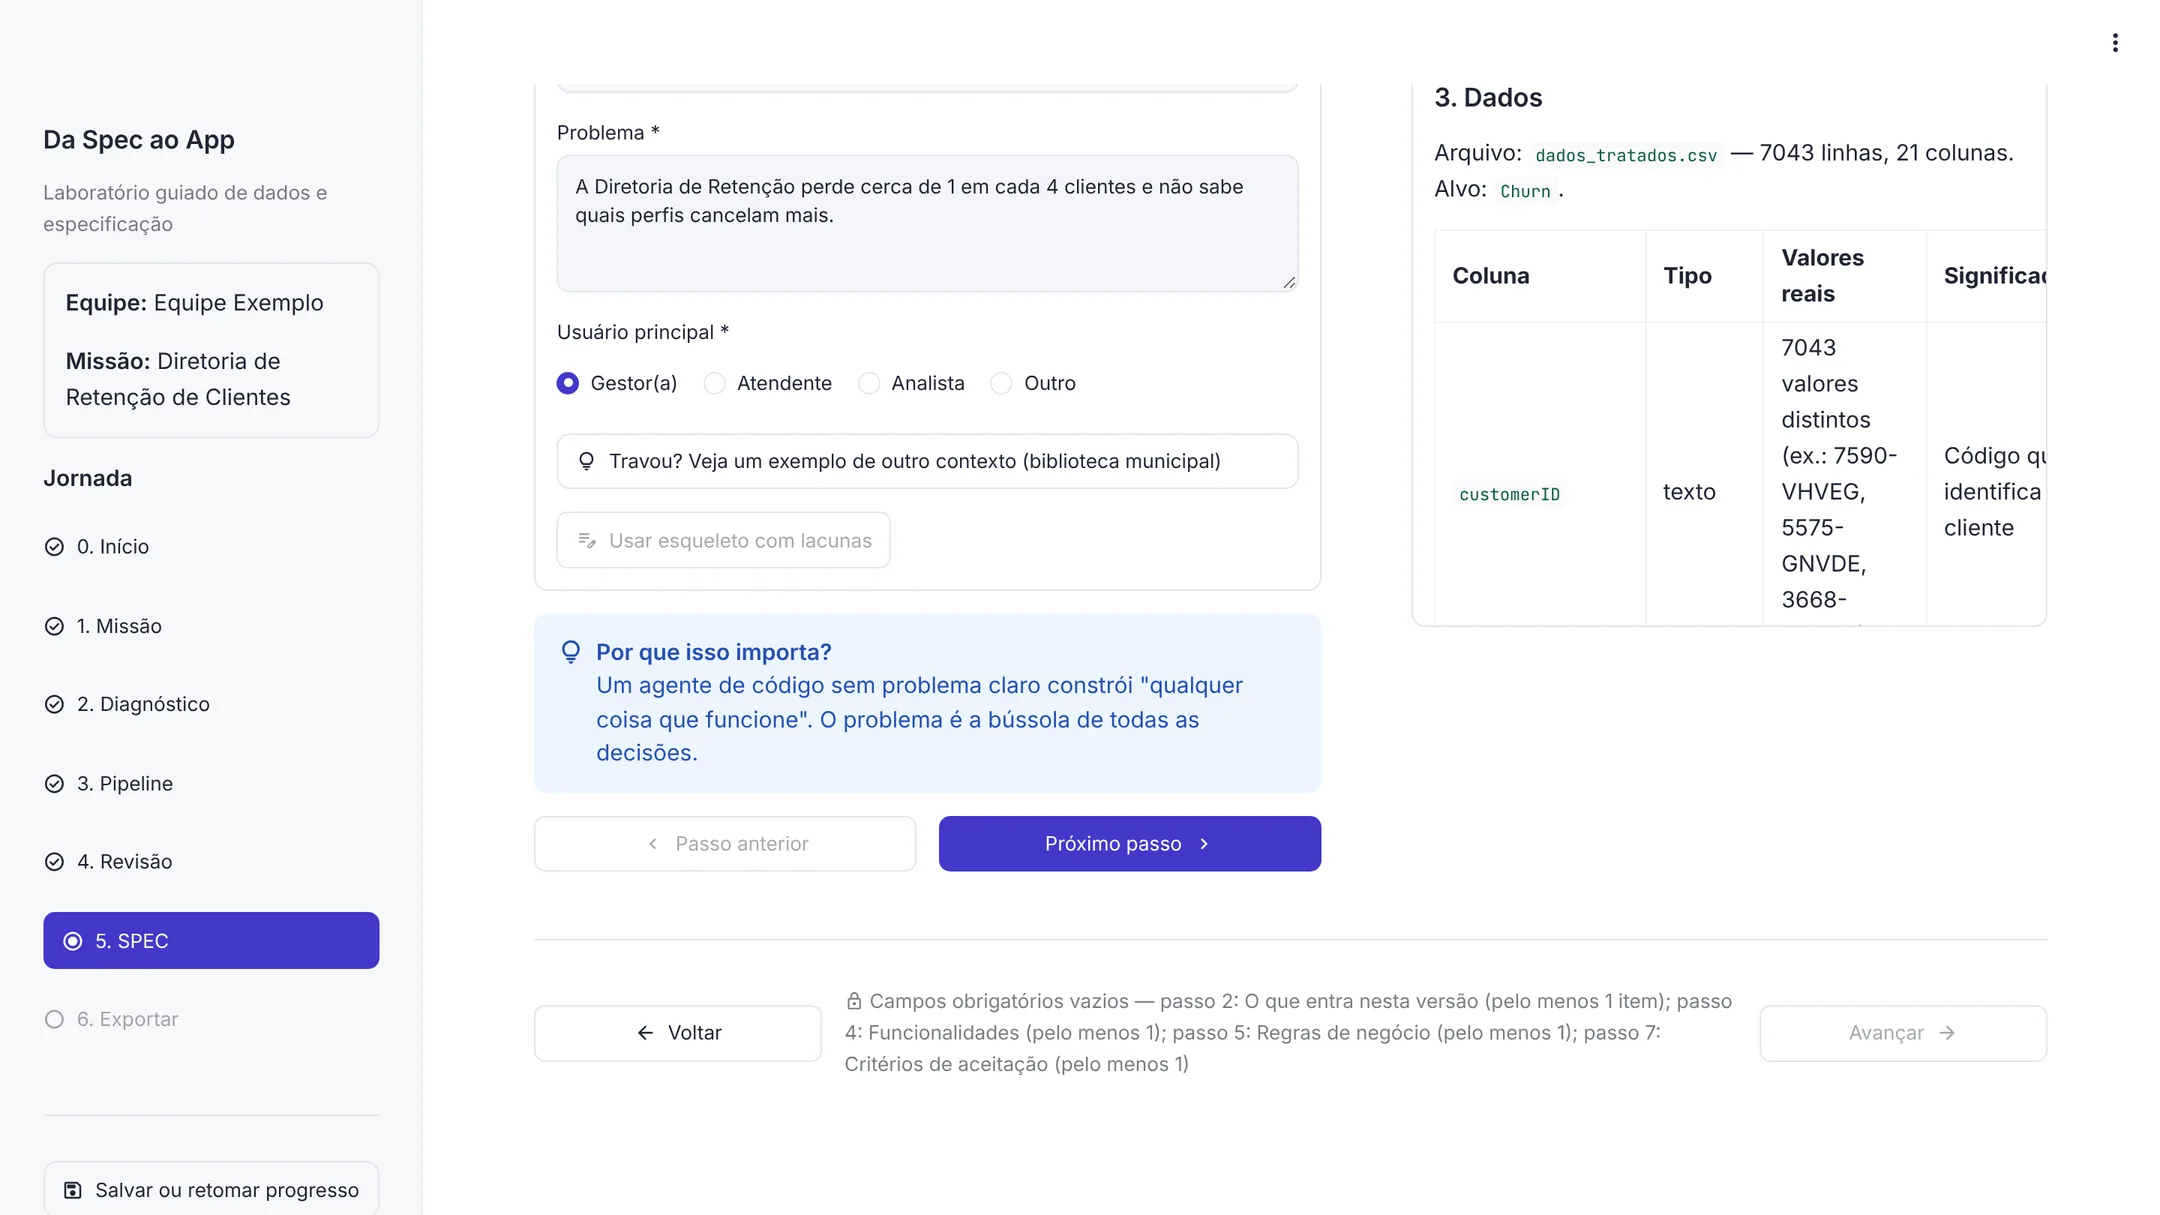 Da Spec ao App
Laboratório guiado de dados e
especificação
Equipe: Equipe Exemplo
Missão: Diretoria de
Retenção de Clientes
Jornada
0. Início
1. Missão
2. Diagnóstico
3. Pipeline
4. Revisão
5. SPEC
6. Exportar
Salvar ou retomar progresso
Problema *
A Diretoria de Retenção perde cerca de 1 em cada 4 clientes e não sabe
quais perfis cancelam mais.
Usuário principal *
Gestor(a) Atendente Analista Outro
Travou? Veja um exemplo de outro contexto (biblioteca municipal)
Usar esqueleto com lacunas
Por que isso importa?
Um agente de código sem problema claro constrói "qualquer
coisa que funcione". O problema é a bússola de todas as
decisões.
Passo anterior
Próximo passo
3. Dados
Arquivo: dados_tratados.csv — 7043 linhas, 21 colunas.
Alvo: Churn .
Coluna Tipo Valores
reais
customerID
texto
7043
valores
distintos
(ex.: 7590-
VHVEG,
5575-
GNVDE,
3668-
Código
identifica
cliente
Voltar
Campos obrigatórios vazios — passo 2: O que entra nesta versão (pelo menos 1 item); passo
4: Funcionalidades (pelo menos 1); passo 5: Regras de negócio (pelo menos 1); passo 7:
Critérios de aceitação (pelo menos 1)
Avançar